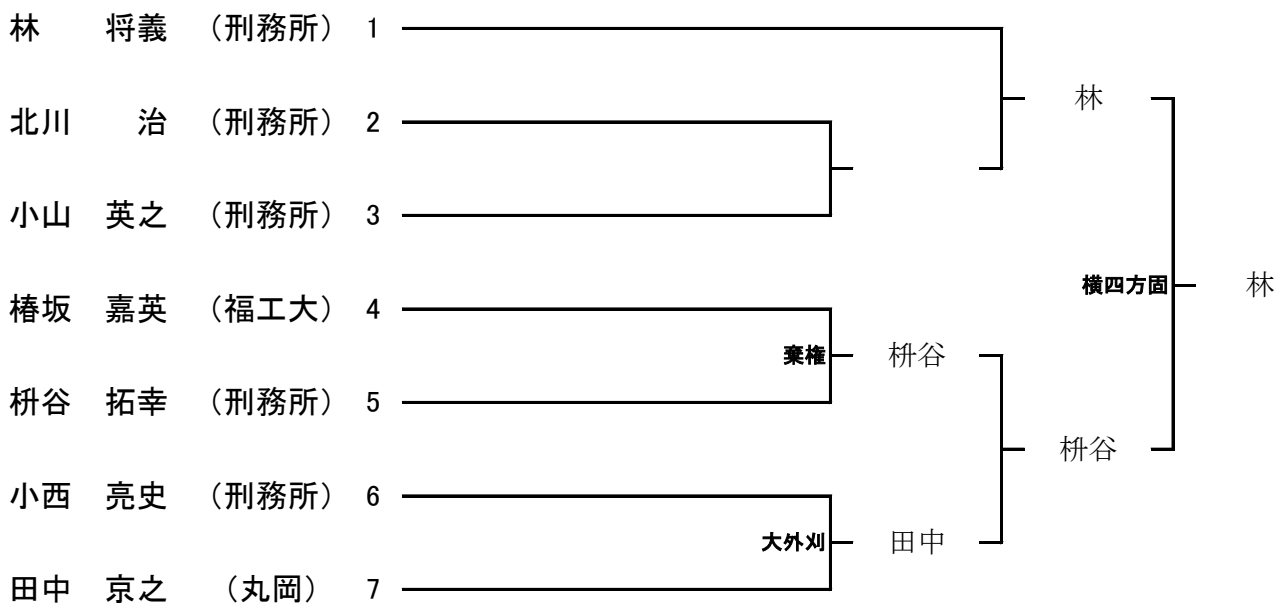 林 将義 （刑務所） 1
林
北川 治 （刑務所） 2
小山 英之 （刑務所） 3
横四方固
林
椿坂 嘉英 （福工大） 4
棄権
枡谷
枡谷 拓幸 （刑務所） 5
枡谷
小西 亮史 （刑務所） 6
大外刈
田中
田中 京之 （丸岡） 7